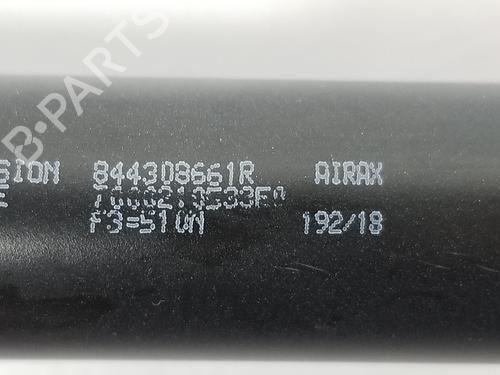 SION 844308661R AIRAX
E
F3=510N 192/18
B-PARTS